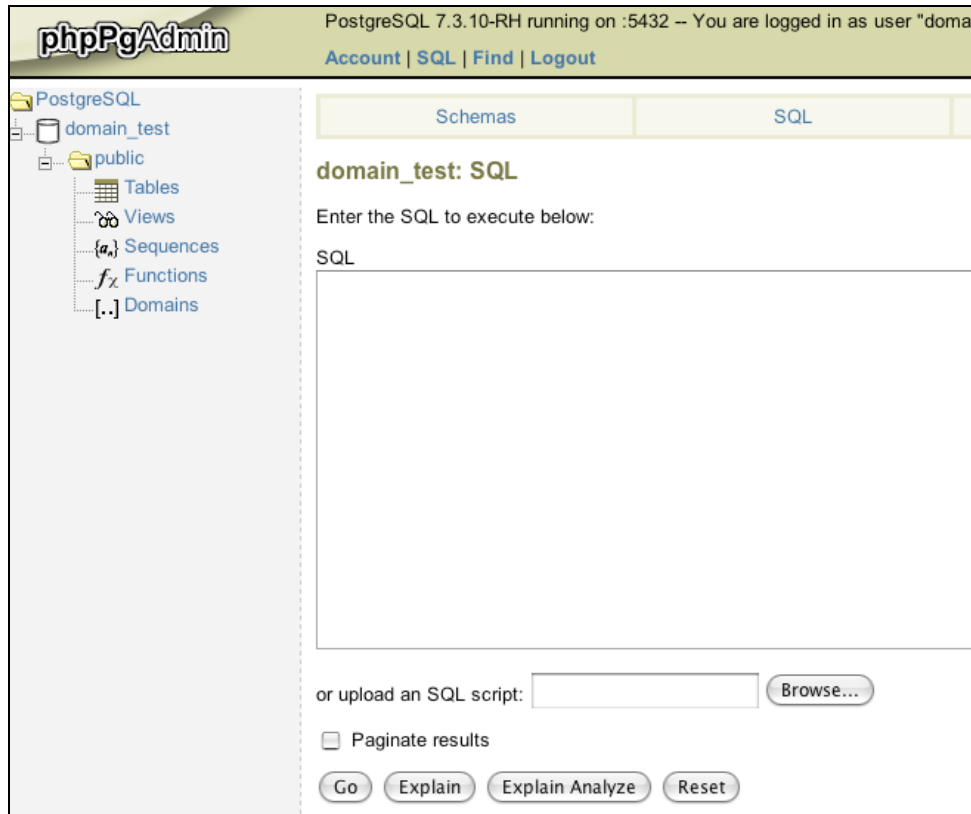 phpPgAdmin
PostgreSQL 7.3.10-RH running on :5432 -- You are logged in as user "doma
Account | SQL | Find | Logout
PostgreSQL
domain_test
public
Tables
Views
Sequences
Functions
[..] Domains
Schemas
SQL
domain_test: SQL
Enter the SQL to execute below:
SQL
or upload an SQL script:
Browse...
Paginate results
Go
Explain
Explain Analyze
Reset